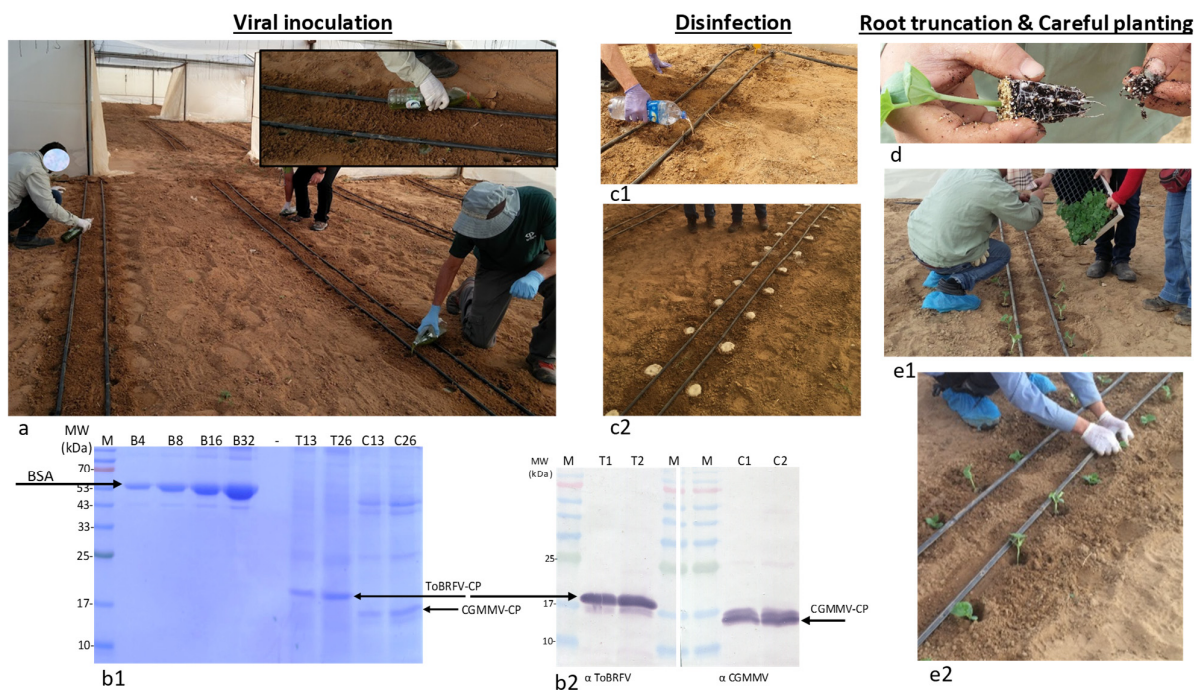 Viral inoculation
Disinfection
Root truncation & Careful planting
a
c1
c2
d
e1
e2
MW
(kDa)
M B4 B8 B16 B32 - T13 T26 C13 C26
70-
BSA
53-
43-
33-
25-
17-
10-
ToBRFV-CP
CGMMV-CP
b1
MW
(kDa)
M T1 T2 M M C1 C2
25-
17-
10-
CGMMV-CP
α ToBRFV
α CGMMV
b2